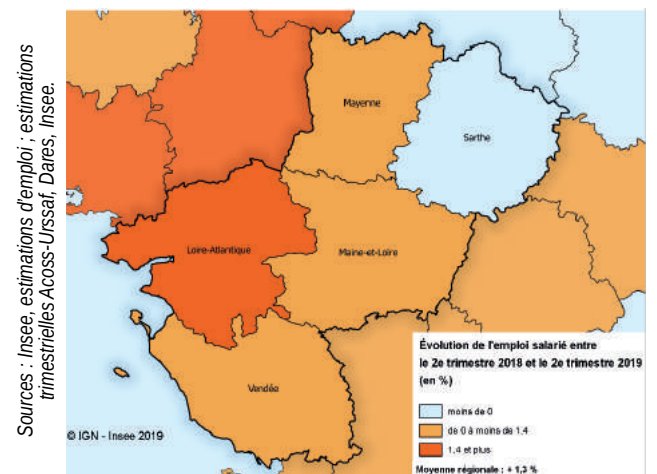 Sources : Insee, estimations d'emploi ; estimations
trimestrielles Acoss-Urssaf, Dares, Insee.
Mayenne
Sarthe
Loire-Atlantique
Maine-et-Loire
Vendée
© IGN - Insee 2019
Évolution de l'emploi salarié entre
le 2e trimestre 2018 et le 2e trimestre 2019
(en %)
moins de 0
de 0 à moins de 1.4
1.4 et plus
Moyenne régionale : + 1,3 %